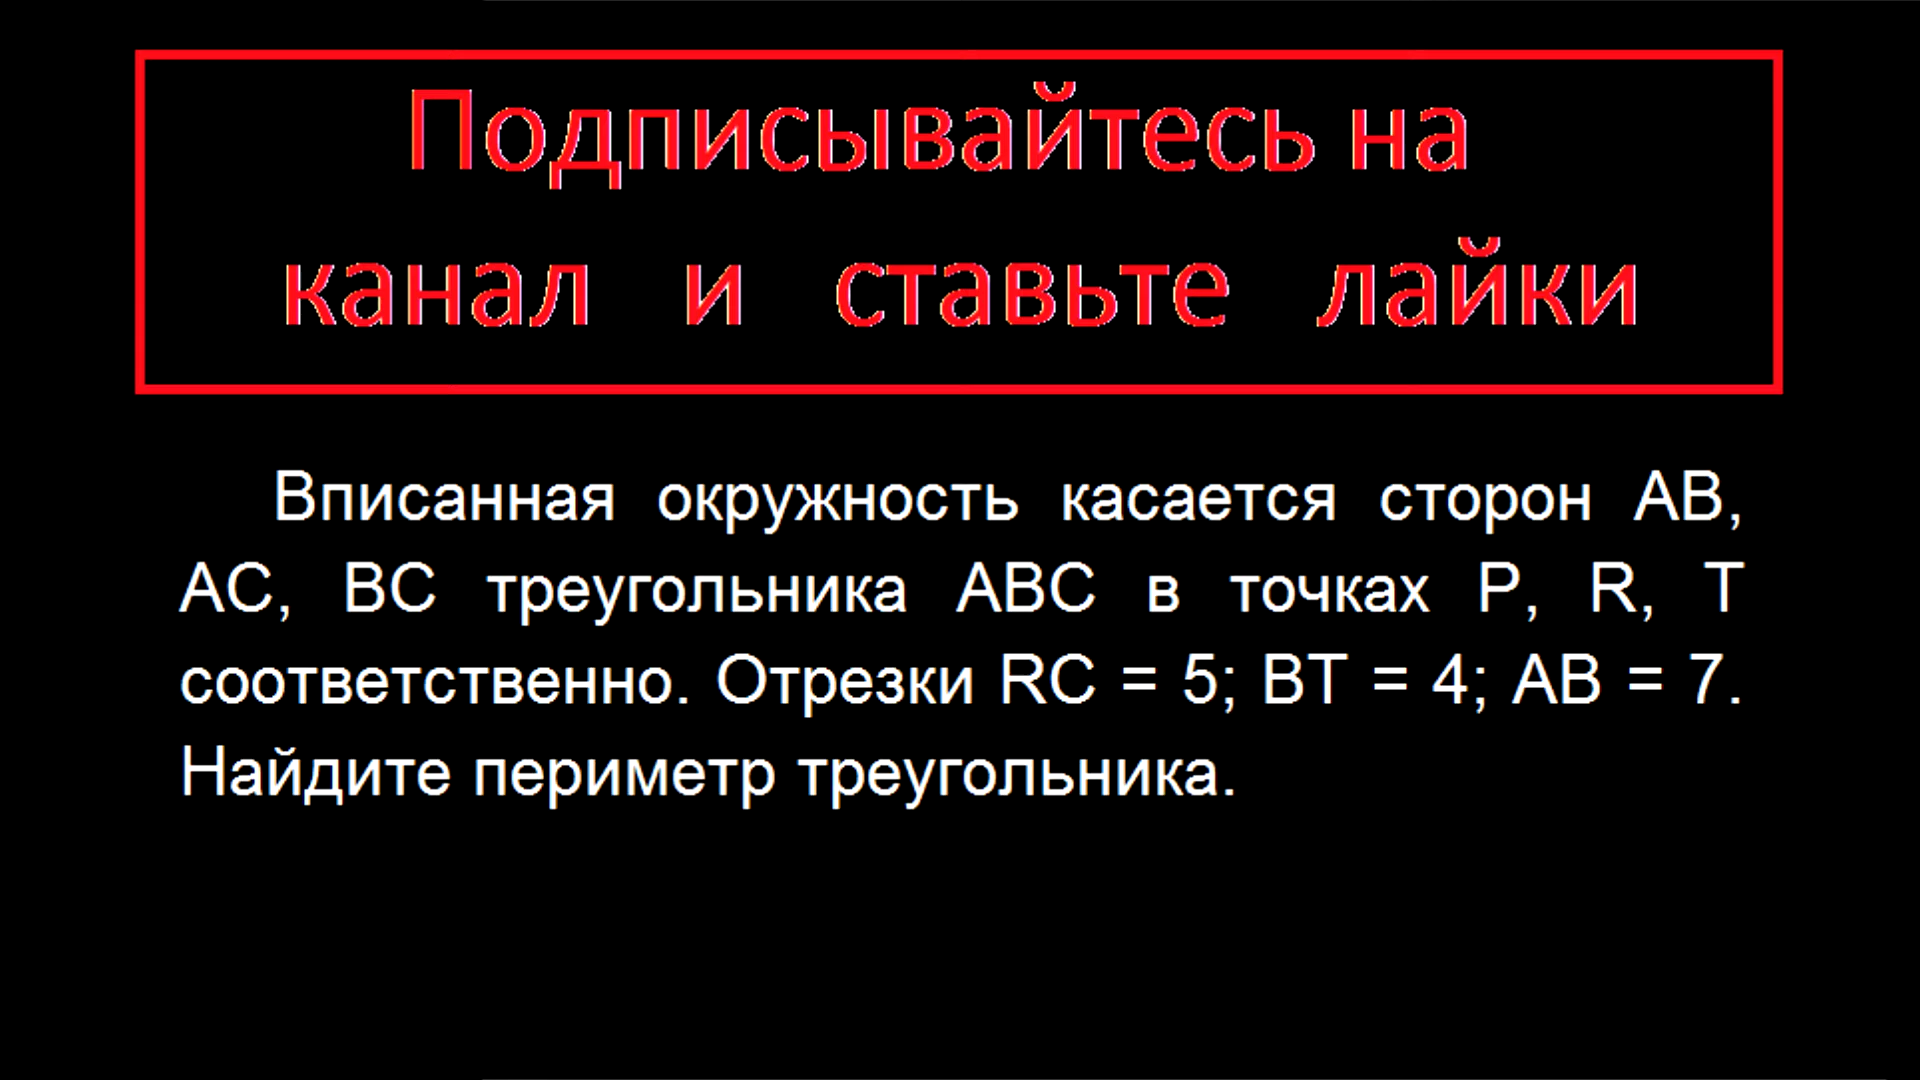 Подписывайтесь на
канал и ставьте лайки
Вписанная окружность касается сторон AB,
AC, BC треугольника ABC в точках P, R, T
соответственно. Отрезки RC = 5; BT = 4; AB = 7.
Найдите периметр треугольника.